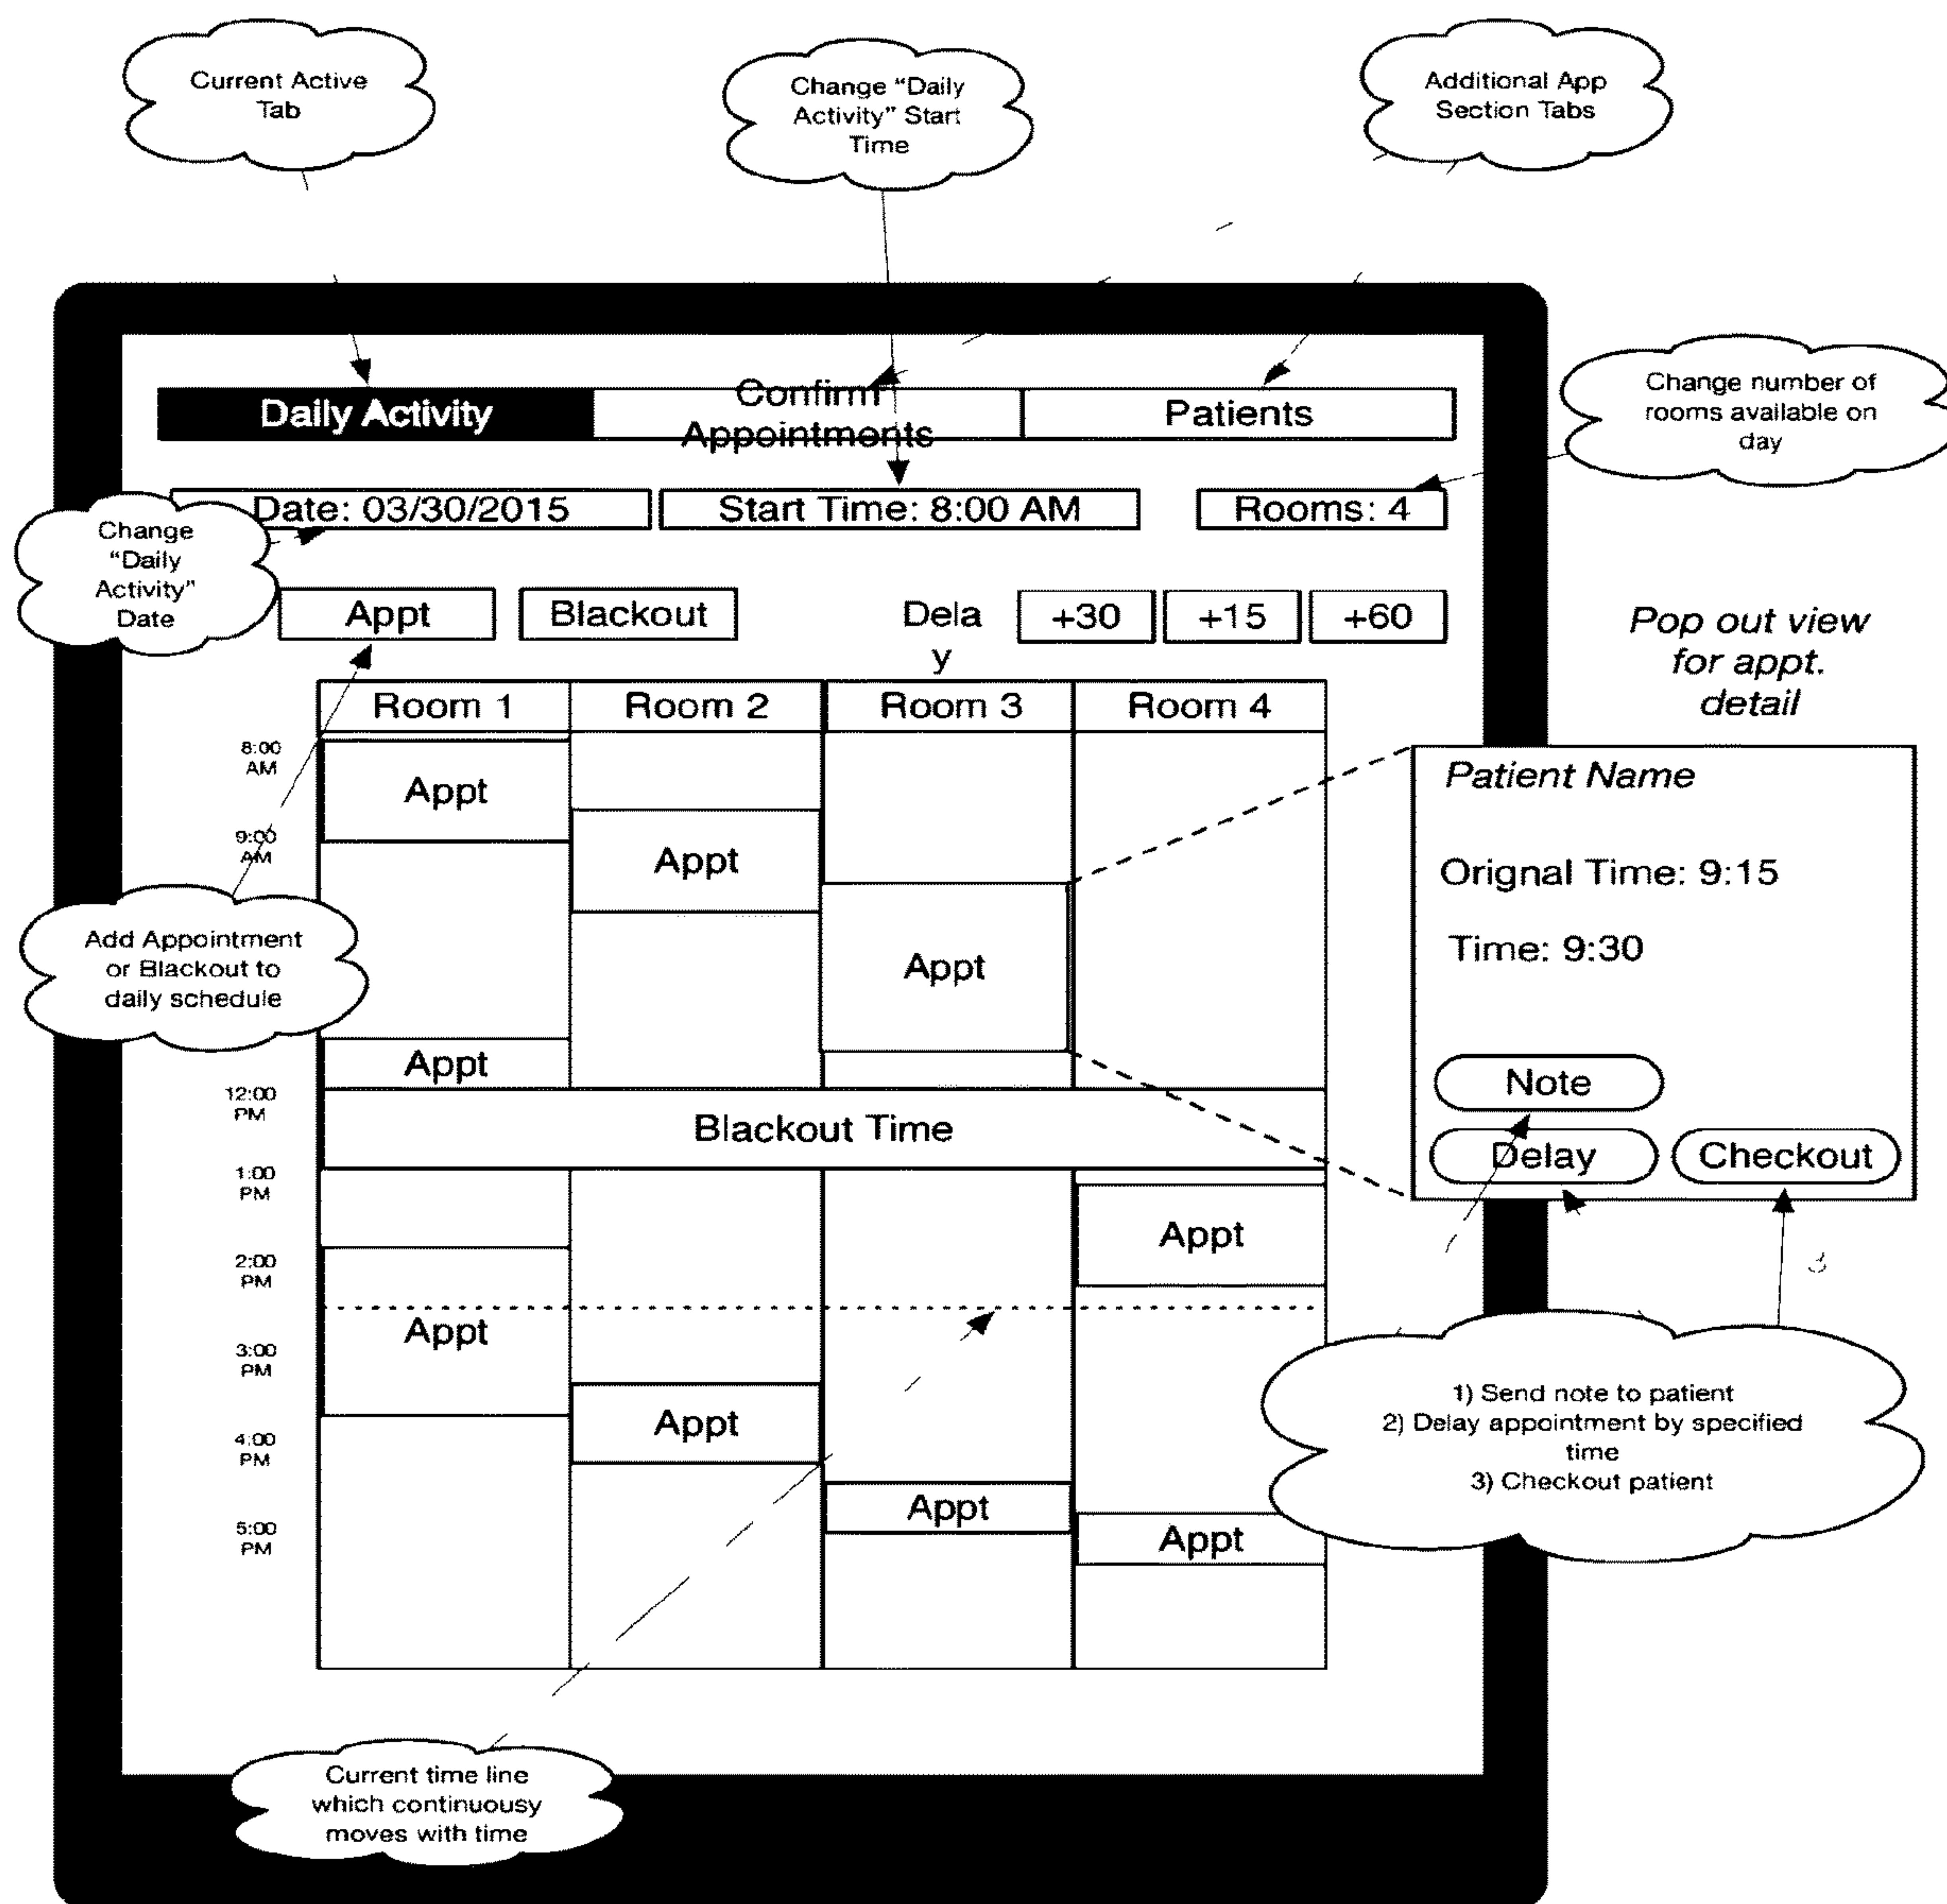 Current Active
Tab
Change “Daily
Activity” Start
Time
Additional App
Section Tabs
Daily Activity
Confirm
Appointments
Patients
Change number of
rooms available on
day
Date: 03/30/2015
Start Time: 8:00 AM
Rooms: 4
Change
“Daily
Activity”
Date
Appt
Blackout
Dela
y
+30
+15
+60
Pop out view
for appt.
detail
Room 1
Room 2
Room 3
Room 4
8:00
AM
Appt
9:00
AM
Appt
Appt
Patient Name
Orignal Time: 9:15
Time: 9:30
Note
Delay
Checkout
Add Appointment
or Blackout to
daily schedule
Appt
12:00
PM
Blackout Time
1:00
PM
Appt
2:00
PM
Appt
3:00
PM
Appt
4:00
PM
Appt
5:00
PM
Appt
3
1) Send note to patient
2) Delay appointment by specified
time
3) Checkout patient
Current time line
which continuousy
moves with time